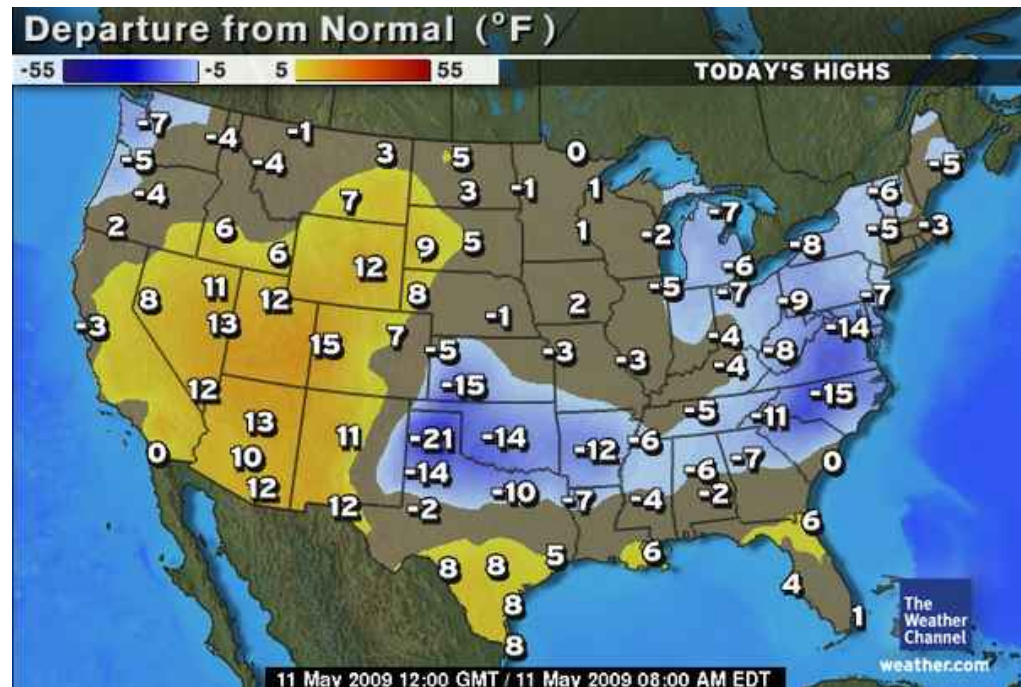 Departure from Normal (°F)
-55 -5 5 55 TODAY'S HIGHS
-7 -4 -1 3 5 0
-5 -4 7 3 -1 1 -6 -5
-4 2 6 6 9 5 1 -2 -7 -8 -5 -3
12 -6
8 11 12 8 2 -5 -7 -9 -7
-3 13 15 7 -1 -4 -14
-5 -3 -3 -4 -8
12 -15 -5 -11 -15
13 11 -21 -14 -12 -6
0 10 -14 -6 -7 0
12 12 -2 -10 -7 -4 -2
6
8 8 5 6
8 4 1
8
The
Weather
Channel
weather.com
11 May 2009 12:00 GMT / 11 May 2009 08:00 AM EDT